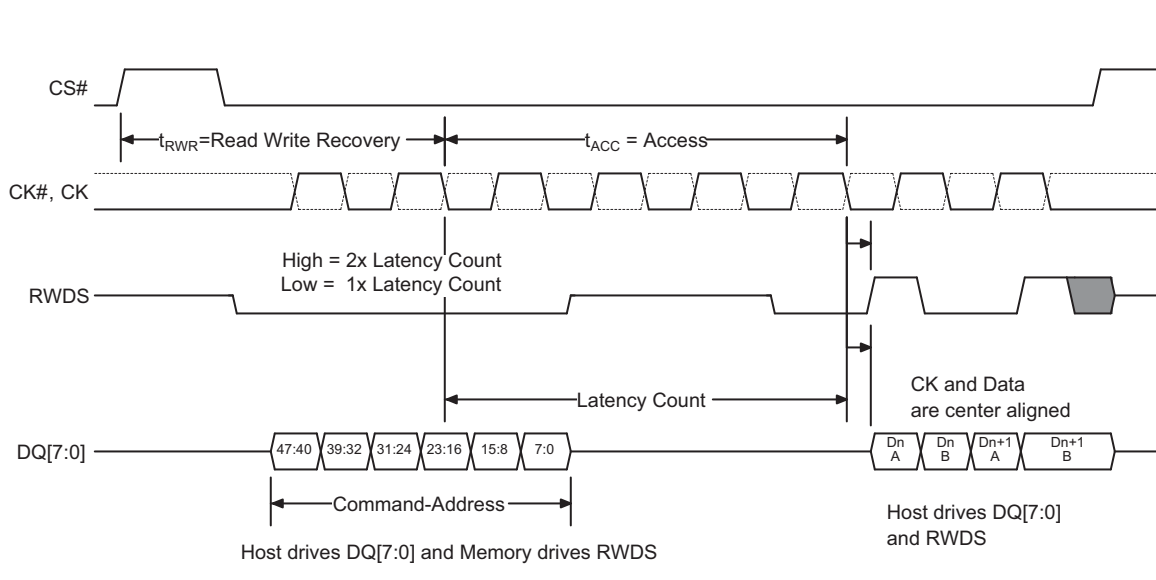 CS#
t_RWR=Read Write Recovery
t_ACC = Access
CK#, CK
High = 2x Latency Count
Low = 1x Latency Count
RWDS
Latency Count
CK and Data
are center aligned
DQ[7:0]
47:40 39:32 31:24 23:16 15:8 7:0
Dn Dn Dn+1 Dn+1
A B A B
Command-Address
Host drives DQ[7:0]
and RWDS
Host drives DQ[7:0] and Memory drives RWDS